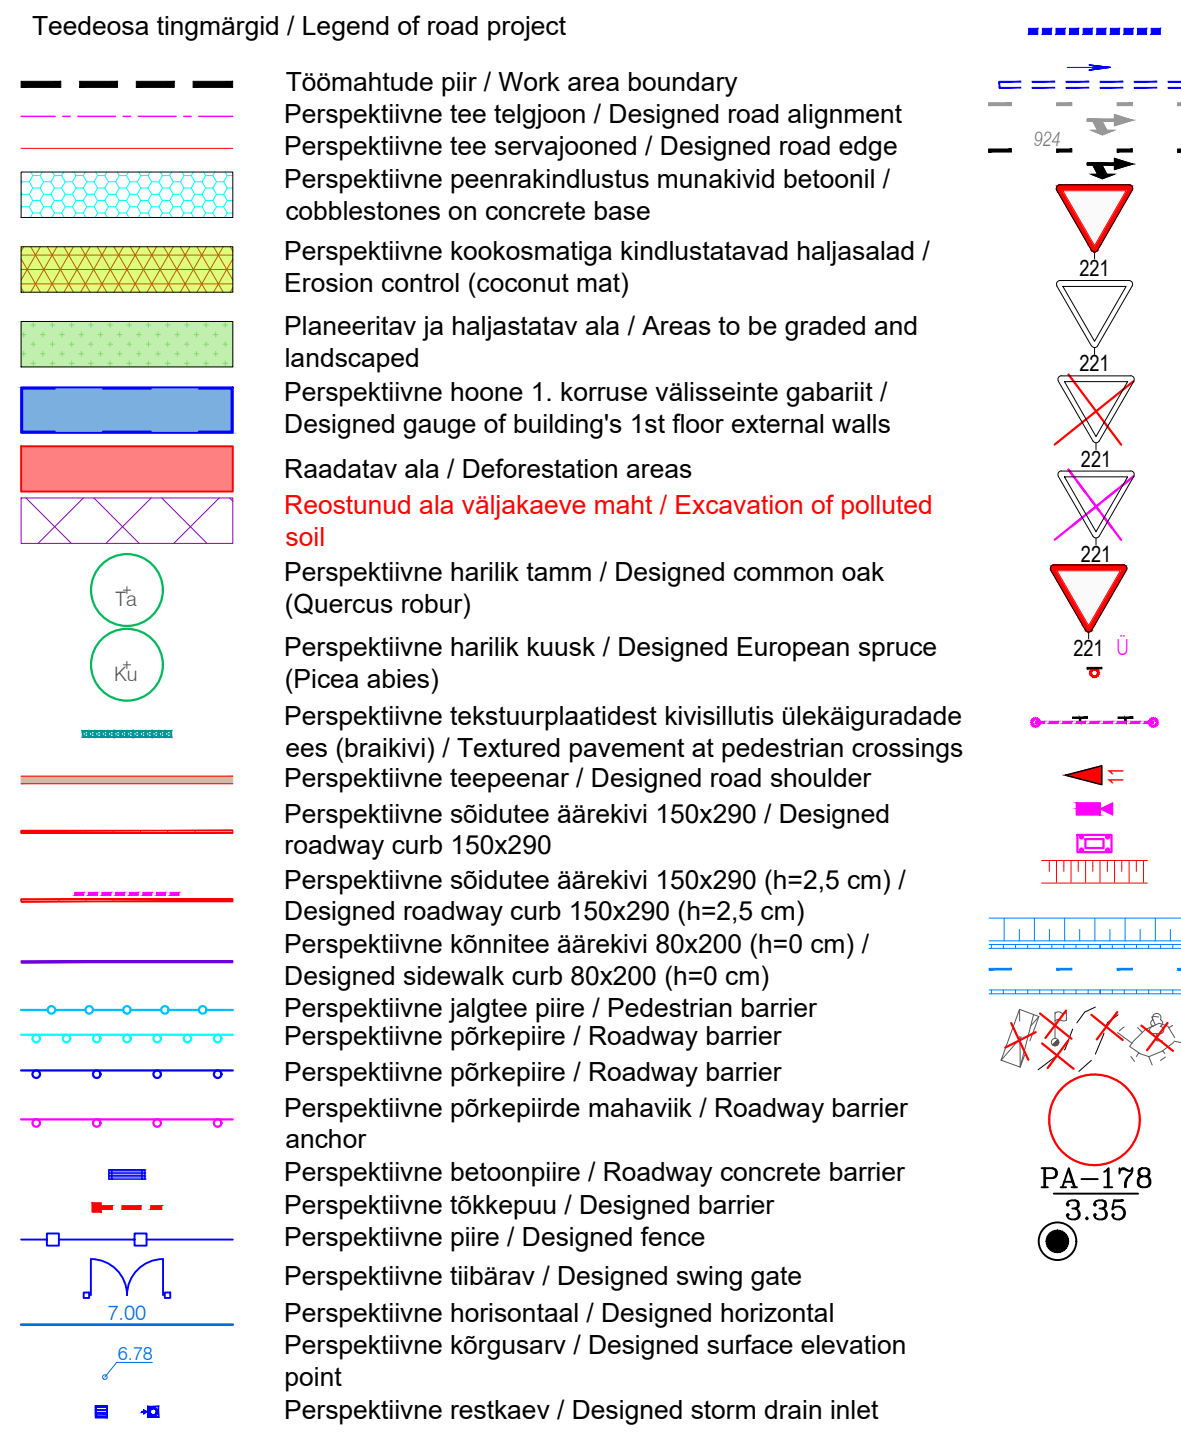 Teedeosa tingmärgid / Legend of road project
Töömahtude piir / Work area boundary
Perspektiivne tee telgjoon / Designed road alignment
Perspektiivne tee servajooned / Designed road edge
Perspektiivne peenrakindlustus munakivid betoonil /
cobblestones on concrete base
Perspektiivne kookosmatiga kindlustatavad haljasalad /
Erosion control (coconut mat)
Planeeritav ja haljastatav ala / Areas to be graded and
landscaped
Perspektiivne hoone 1. korruse välisseinte gabariit /
Designed gauge of building's 1st floor external walls
Raadatav ala / Deforestation areas
Reostunud ala väljakaeve maht / Excavation of polluted
soil
Ta
Perspektiivne harilik tamm / Designed common oak
(Quercus robur)
Ku
Perspektiivne harilik kuusk / Designed European spruce
(Picea abies)
Perspektiivne tekstuurplaatidest kivisillutis ülekäiguradade
ees (braikivi) / Textured pavement at pedestrian crossings
Perspektiivne teepeenar / Designed road shoulder
Perspektiivne sõidutee äärekivi 150x290 / Designed
roadway curb 150x290
Perspektiivne sõidutee äärekivi 150x290 (h=2,5 cm) /
Designed roadway curb 150x290 (h=2,5 cm)
Perspektiivne kõnnitee äärekivi 80x200 (h=0 cm) /
Designed sidewalk curb 80x200 (h=0 cm)
Perspektiivne jalgtee piire / Pedestrian barrier
Perspektiivne põrkepiire / Roadway barrier
Perspektiivne põrkepiire / Roadway barrier
Perspektiivne põrkepiirde mahaviik / Roadway barrier
anchor
Perspektiivne betoonpiire / Roadway concrete barrier
Perspektiivne tõkkepuu / Designed barrier
Perspektiivne piire / Designed fence
Perspektiivne tiibärav / Designed swing gate
7.00
Perspektiivne horisontaal / Designed horizontal
6.78
Perspektiivne kõrgusarv / Designed surface elevation
point
Perspektiivne restkaev / Designed storm drain inlet
924
221
221
221
221
221 Ü
11
PA-178
3.35